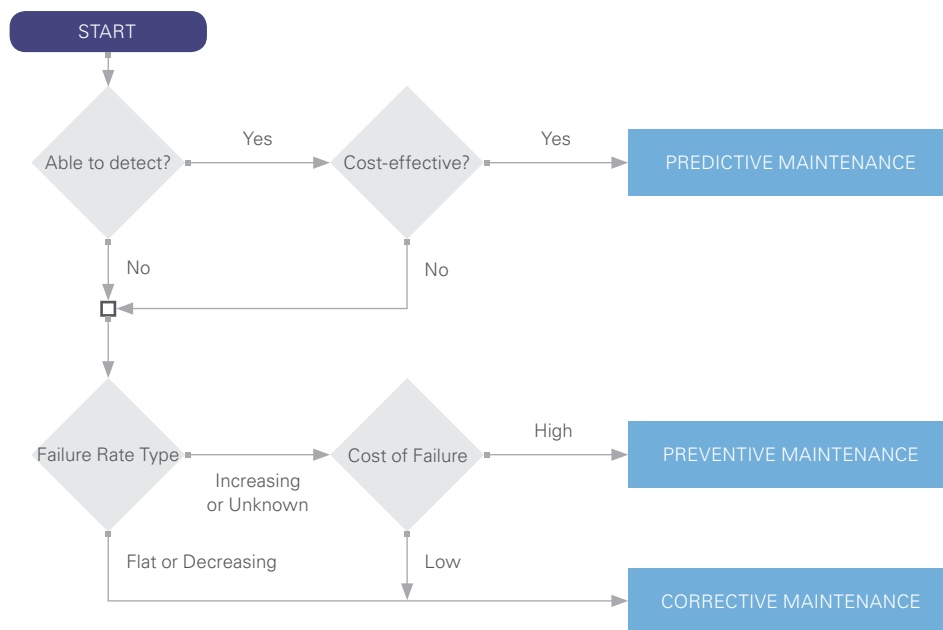 START
Able to detect?
Yes
Cost-effective?
Yes
PREDICTIVE MAINTENANCE
No
No
Failure Rate Type
Increasing
or Unknown
Cost of Failure
High
PREVENTIVE MAINTENANCE
Flat or Decreasing
Low
CORRECTIVE MAINTENANCE